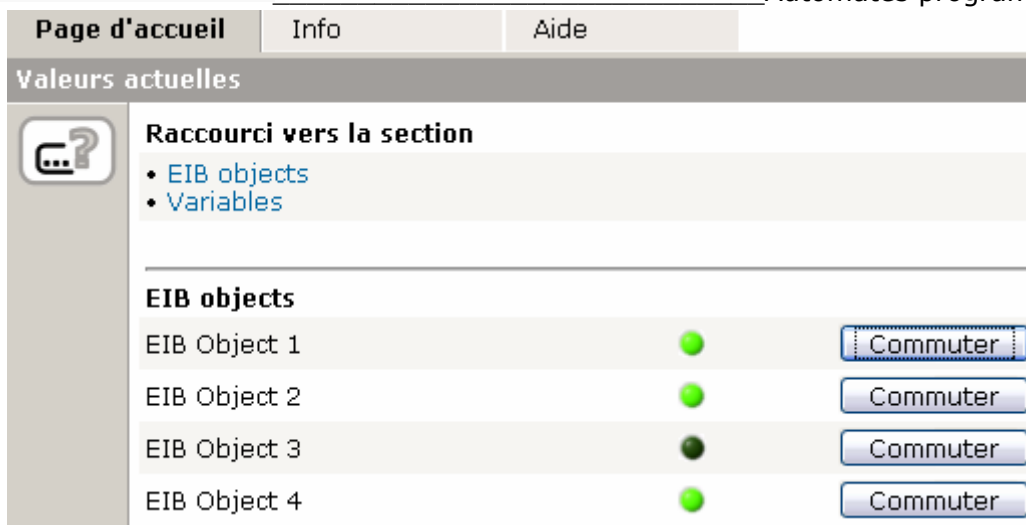 Page d'accueil Info Aide
Valeurs actuelles
Raccourci vers la section
• EIB objects
• Variables
EIB objects
EIB Object 1 Commuter
EIB Object 2 Commuter
EIB Object 3 Commuter
EIB Object 4 Commuter